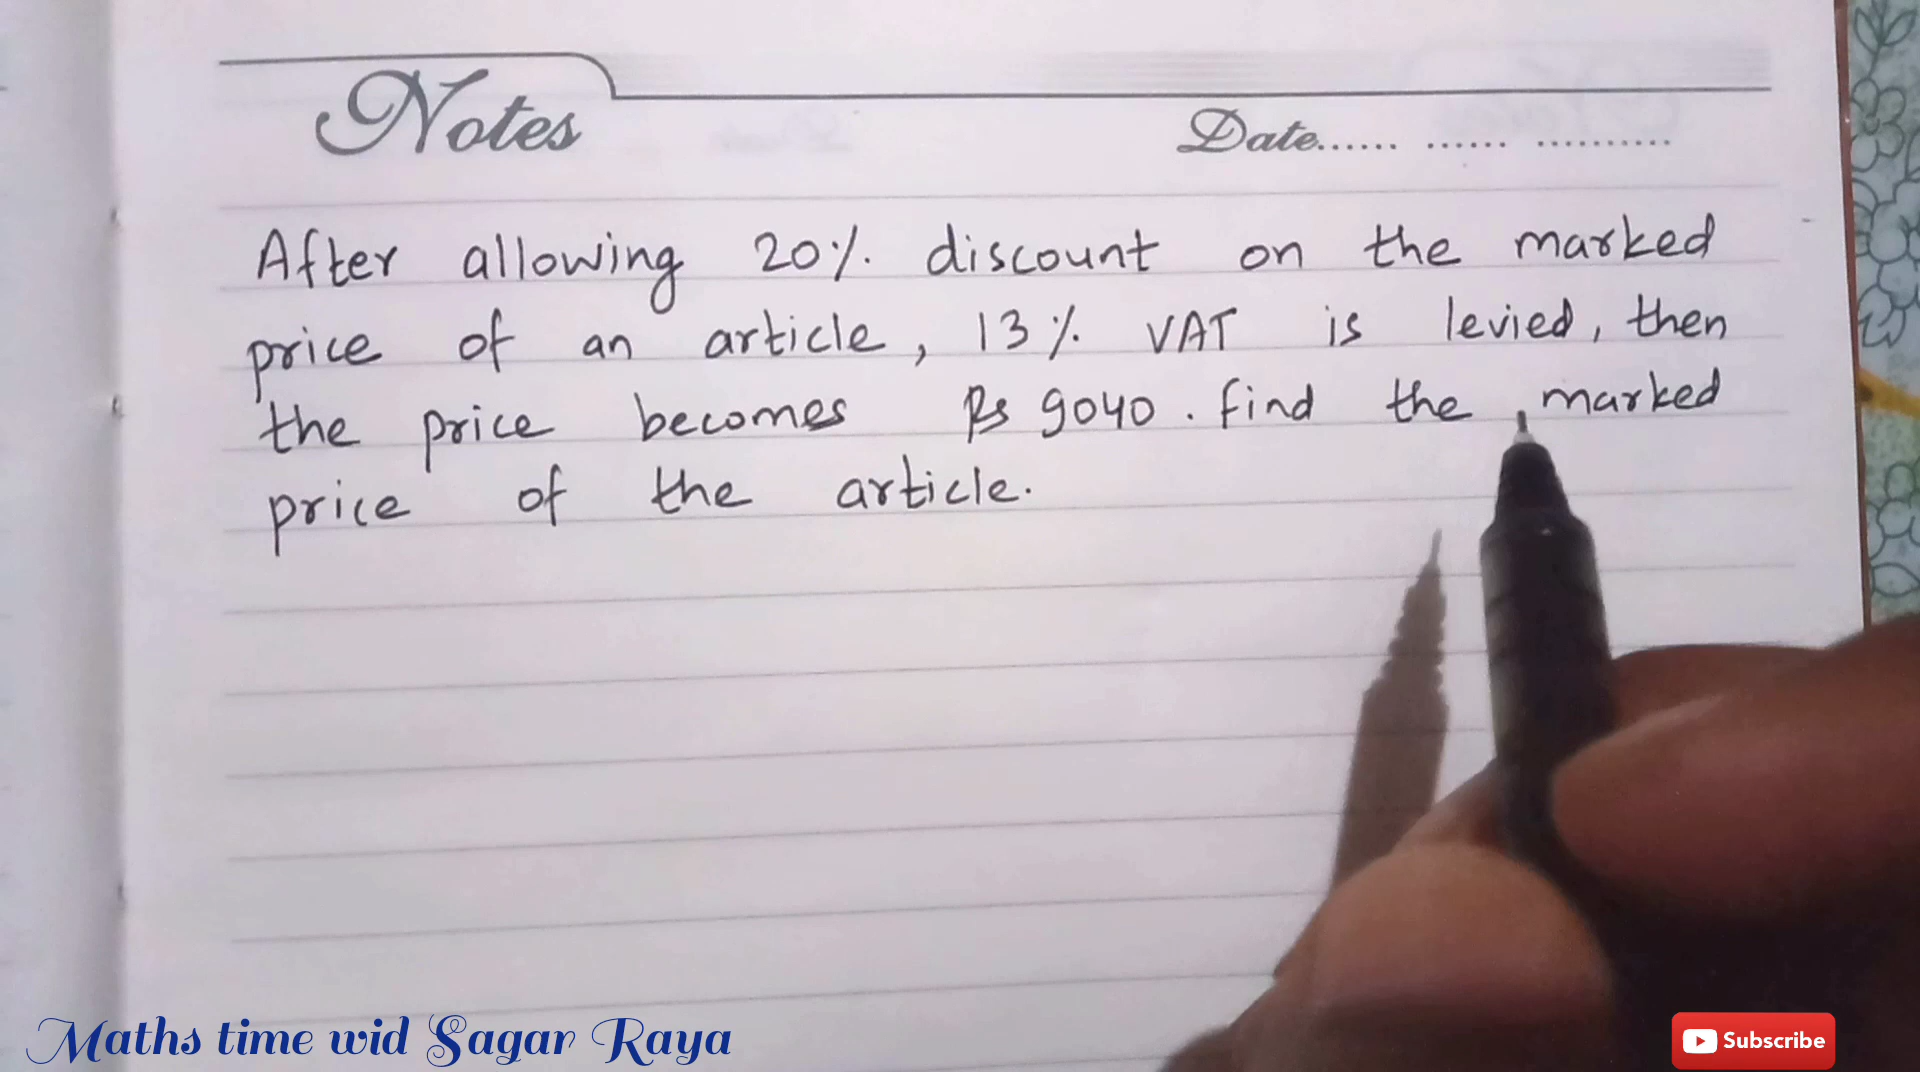 Notes
Date...... ...... ..........
After allowing 20% discount on the marked
price of an article, 13% VAT is levied, then
the price becomes Rs 9040. find the marked
price of the article.
Maths time wid Sagar Raya
Subscribe